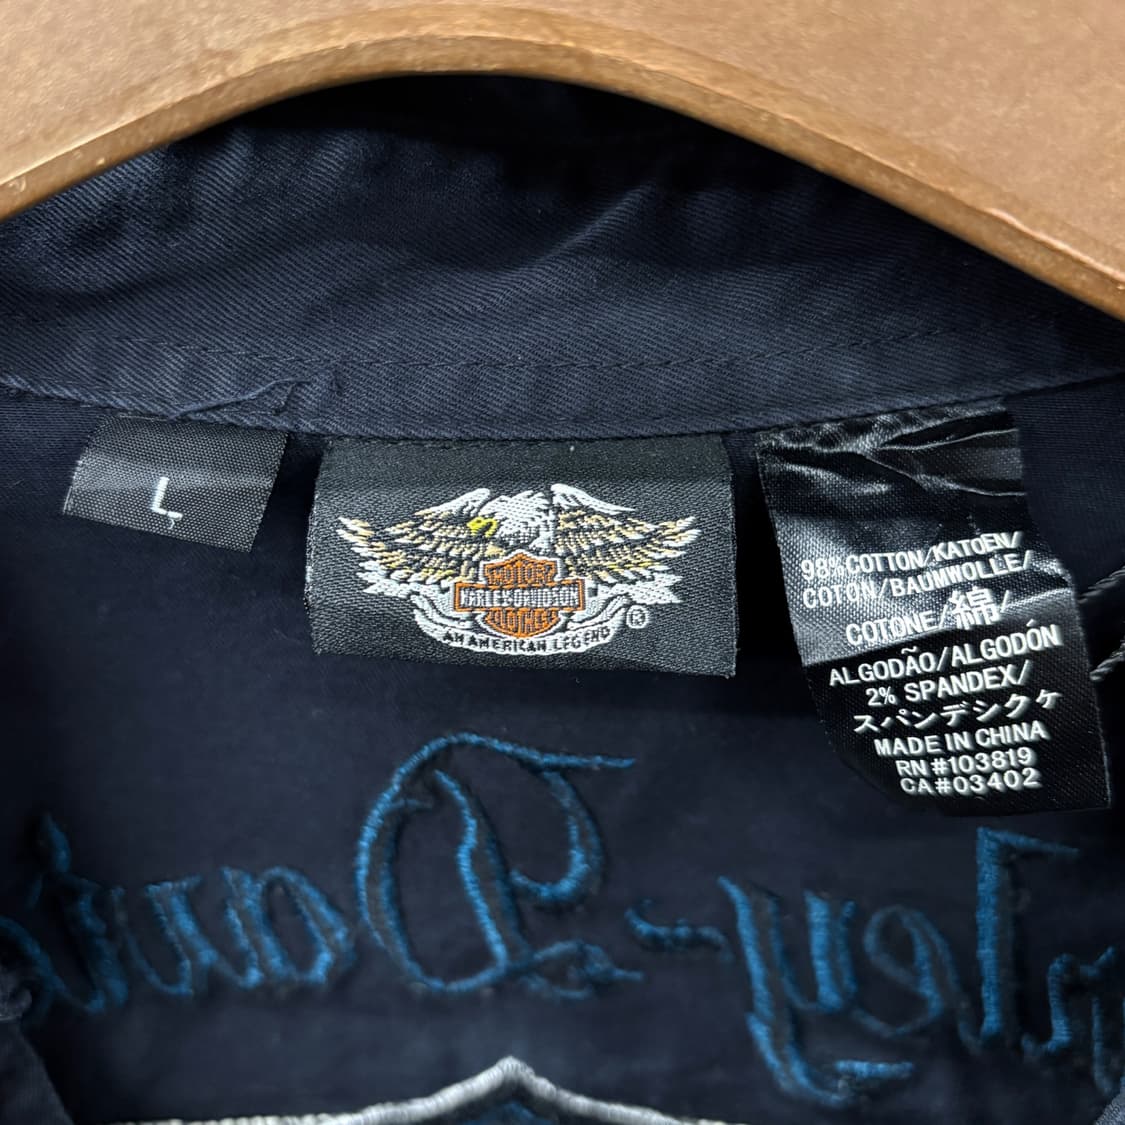 L
MOTOR
HARLEY-DAVIDSON
CLOTHES
AN AMERICAN LEGEND
®
98% COTTON/KATOEN/
COTON/BAUMWOLLE/
COTONE/綿/
ALGODÃO/ALGODÓN
2% SPANDEX/
スパンデシクケ
MADE IN CHINA
RN #103819
CA#03402